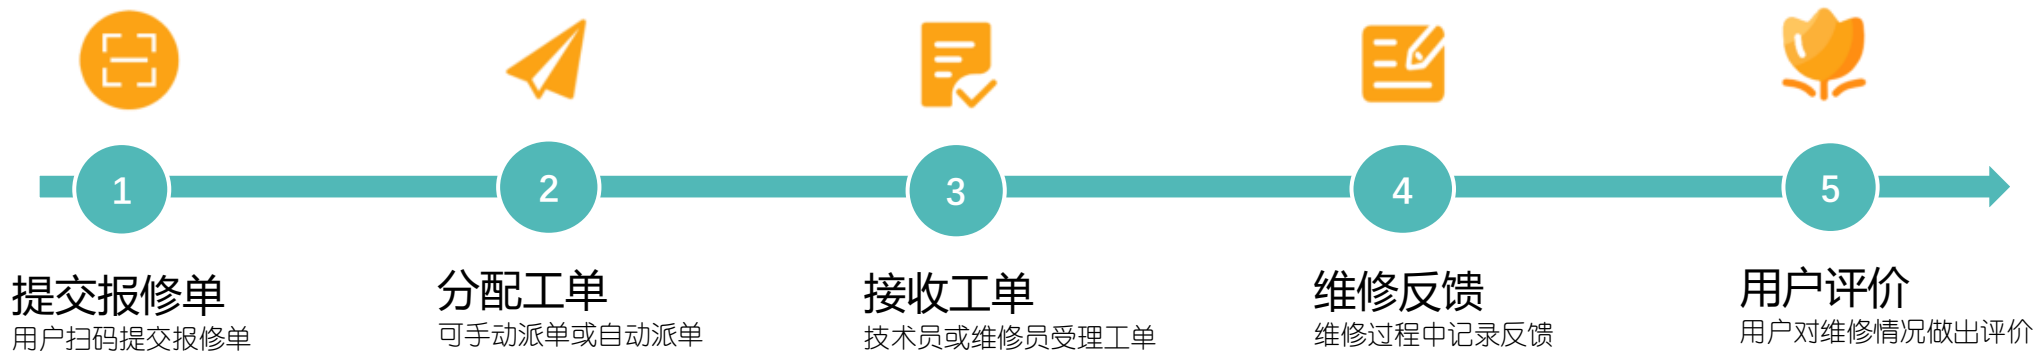 1
2
3
4
5
提交报修单
用户扫码提交报修单
分配工单
可手动派单或自动派单
接收工单
技术员或维修员受理工单
维修反馈
维修过程中记录反馈
用户评价
用户对维修情况做出评价